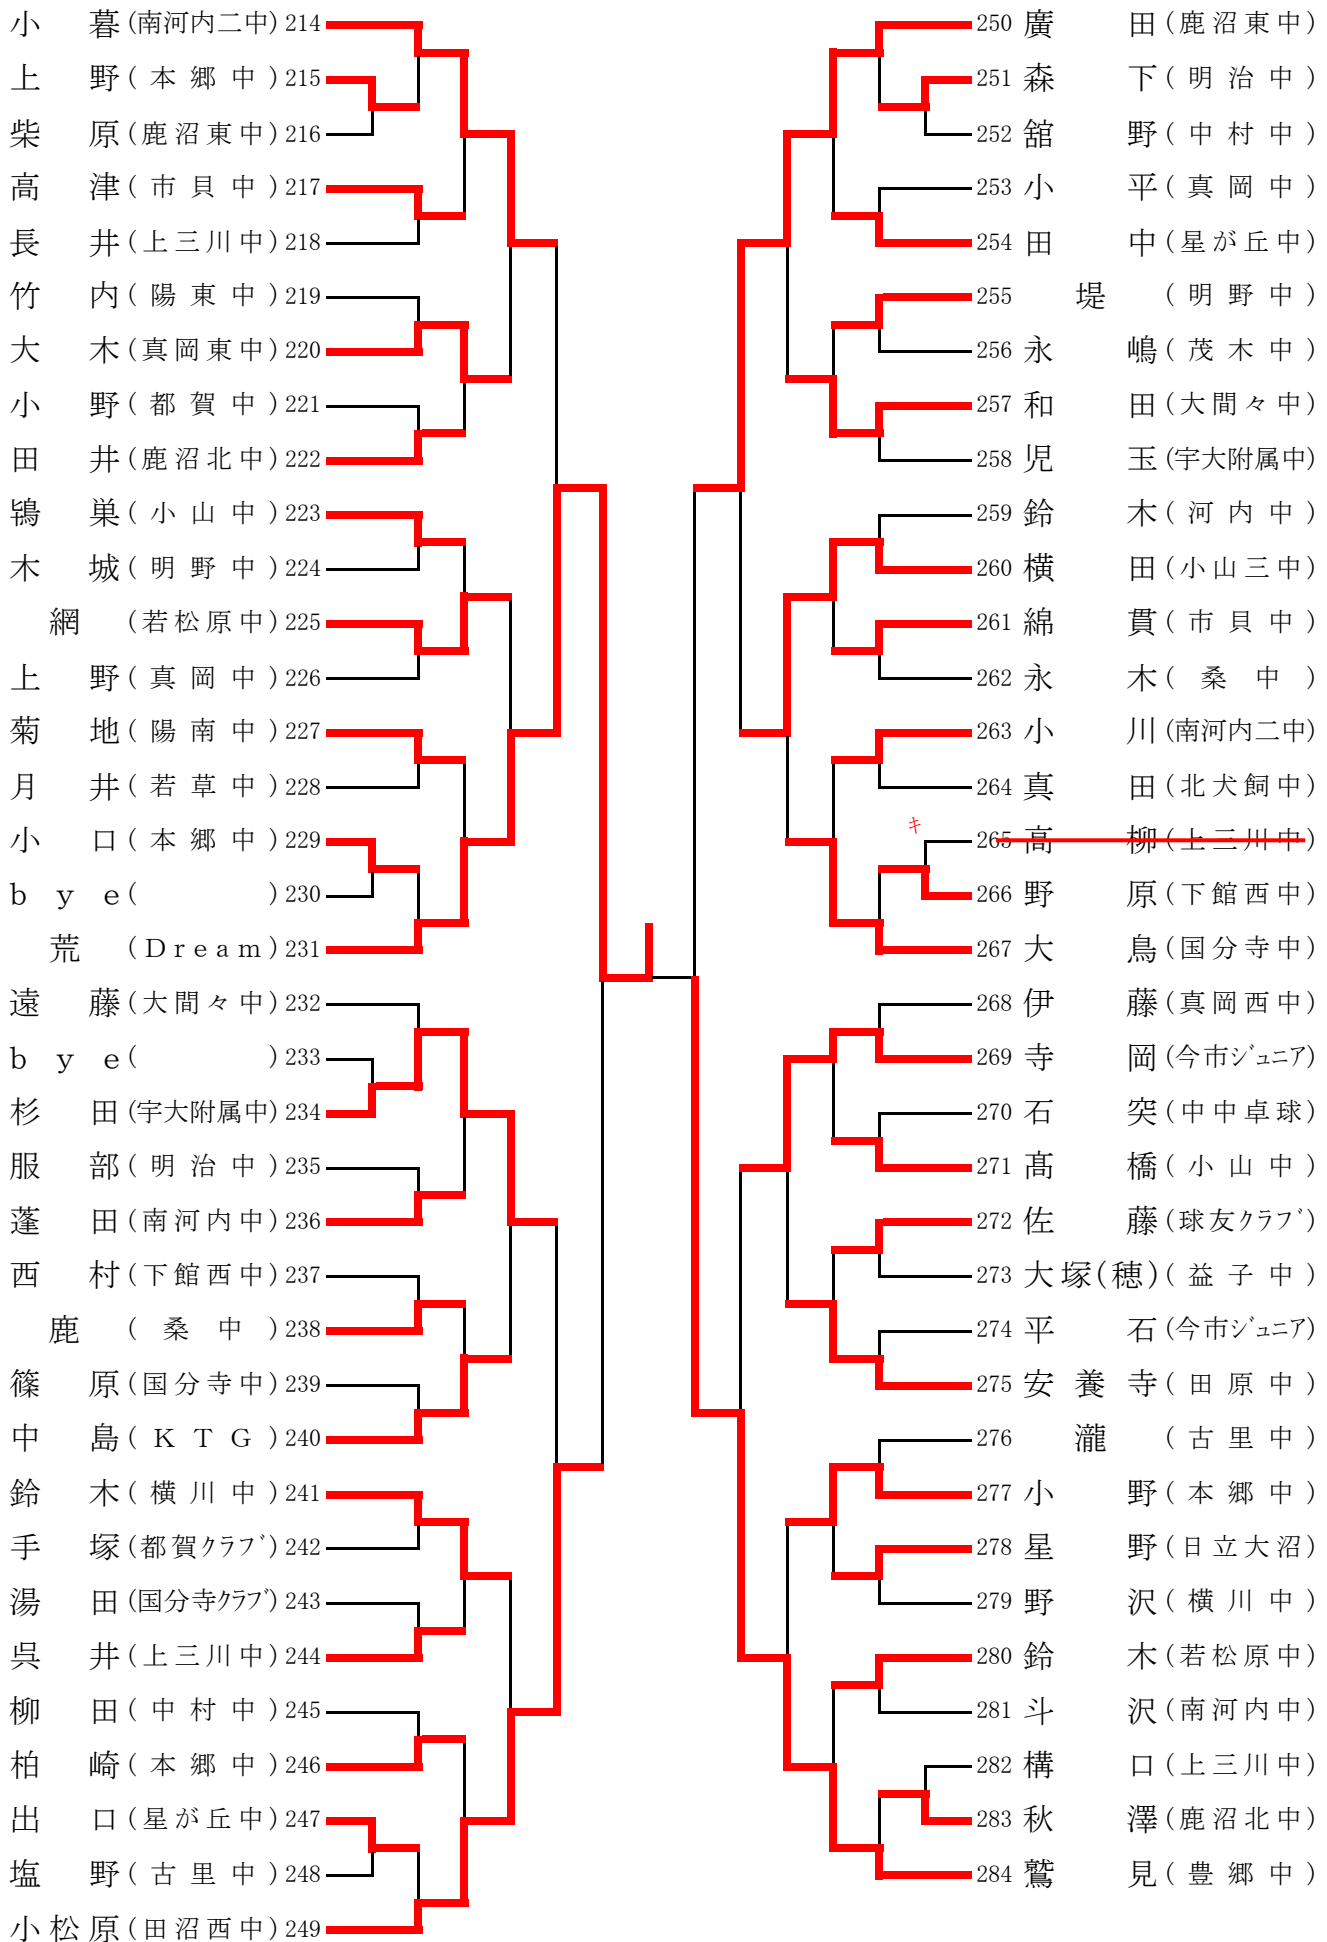 小 暮 (南河内二中) 214
上 野 (本郷中) 215
柴 原 (鹿沼東中) 216
高 津 (市貝中) 217
長 井 (上三川中) 218
竹 内 (陽東中) 219
大 木 (真岡東中) 220
小 野 (都賀中) 221
田 井 (鹿沼北中) 222
鴇 巣 (小山中) 223
木 城 (明野中) 224
網 (若松原中) 225
上 野 (真岡中) 226
菊 地 (陽南中) 227
月 井 (若草中) 228
小 口 (本郷中) 229
bye ( ) 230
荒 (Dream) 231
遠 藤 (大間々中) 232
bye ( ) 233
杉 田 (宇大附属中) 234
服 部 (明治中) 235
蓬 田 (南河内中) 236
西 村 (下館西中) 237
鹿 (桑中) 238
篠 原 (国分寺中) 239
中 島 (KTG) 240
鈴 木 (横川中) 241
手 塚 (都賀クラブ) 242
湯 田 (国分寺クラブ) 243
呉 井 (上三川中) 244
柳 田 (中村中) 245
柏 崎 (本郷中) 246
出 口 (星が丘中) 247
塩 野 (古里中) 248
小松原 (田沼西中) 249
250 廣 田 (鹿沼東中)
251 森 下 (明治中)
252 舘 野 (中村中)
253 小 平 (真岡中)
254 田 中 (星が丘中)
255 堤 (明野中)
256 永 嶋 (茂木中)
257 和 田 (大間々中)
258 児 玉 (宇大附属中)
259 鈴 木 (河内中)
260 横 田 (小山三中)
261 綿 貫 (市貝中)
262 永 木 (桑中)
263 小 川 (南河内二中)
264 真 田 (北犬飼中)
キ
265 高 柳 (上三川中)
266 野 原 (下館西中)
267 大 鳥 (国分寺中)
268 伊 藤 (真岡西中)
269 寺 岡 (今市ジュニア)
270 石 突 (中中卓球)
271 髙 橋 (小山中)
272 佐 藤 (球友クラブ)
273 大塚(穂) (益子中)
274 平 石 (今市ジュニア)
275 安養寺 (田原中)
276 瀧 (古里中)
277 小 野 (本郷中)
278 星 野 (日立大沼)
279 野 沢 (横川中)
280 鈴 木 (若松原中)
281 斗 沢 (南河内中)
282 構 口 (上三川中)
283 秋 澤 (鹿沼北中)
284 鷲 見 (豊郷中)